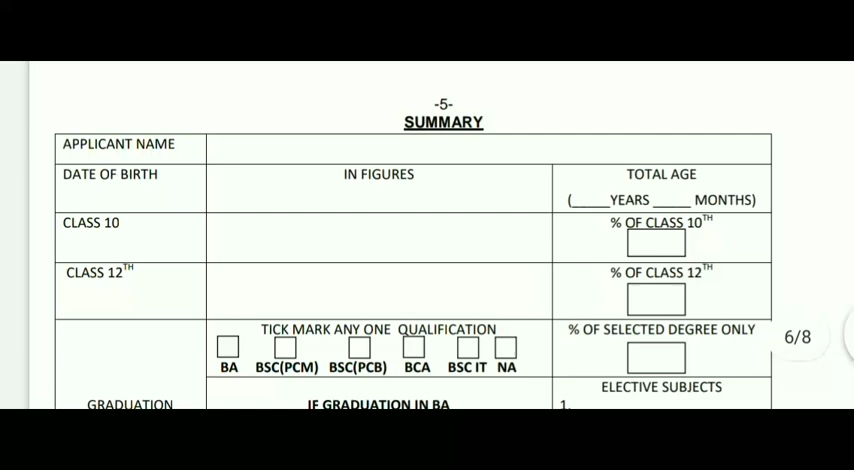 -5-
SUMMARY
APPLICANT NAME
DATE OF BIRTH IN FIGURES TOTAL AGE
(_____YEARS _____ MONTHS)
CLASS 10 % OF CLASS 10TH
CLASS 12TH % OF CLASS 12TH
TICK MARK ANY ONE QUALIFICATION % OF SELECTED DEGREE ONLY
6/8
BA BSC(PCM) BSC(PCB) BCA BSC IT NA
ELECTIVE SUBJECTS
GRADUATION IF GRADUATION IN BA 1.